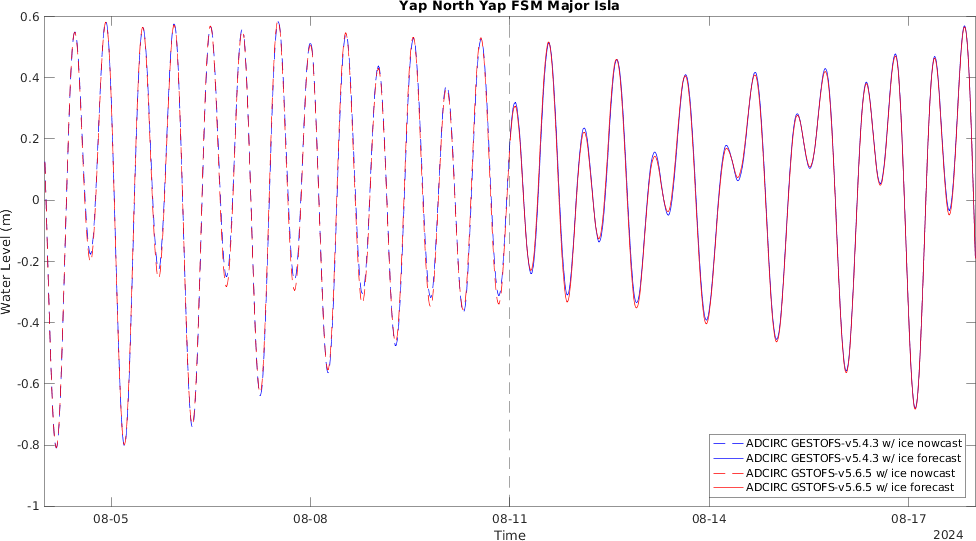 Yap North Yap FSM Major Isla
0.6
0.4
0.2
0
-0.2
-0.4
-0.6
-0.8
-1
Water Level (m)
ADCIRC GESTOFS-v5.4.3 w/ ice nowcast
ADCIRC GESTOFS-v5.4.3 w/ ice forecast
ADCIRC GSTOFS-v5.6.5 w/ ice nowcast
ADCIRC GSTOFS-v5.6.5 w/ ice forecast
08-05 08-08 08-11 08-14 08-17
Time
2024